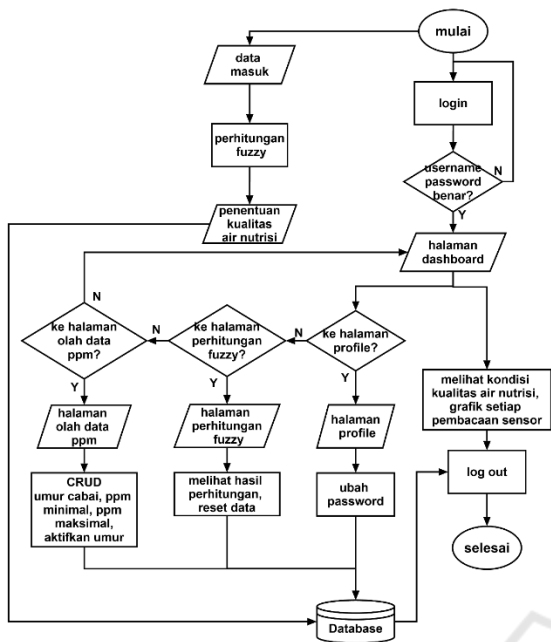 mulai
data
masuk
login
perhitungan
fuzzy
username
password
benar?
N
Y
penentuan
kualitas
air nutrisi
halaman
dashboard
N
ke halaman
olah data
ppm?
N
ke halaman
perhitungan
fuzzy?
N
ke halaman
profile?
Y
Y
Y
melihat kondisi
kualitas air nutrisi,
grafik setiap
pembacaan sensor
halaman
olah data
ppm
halaman
perhitungan
fuzzy
halaman
profile
CRUD
umur cabai, ppm
minimal, ppm
maksimal,
aktifkan umur
melihat hasil
perhitungan,
reset data
ubah
password
log out
selesai
Database